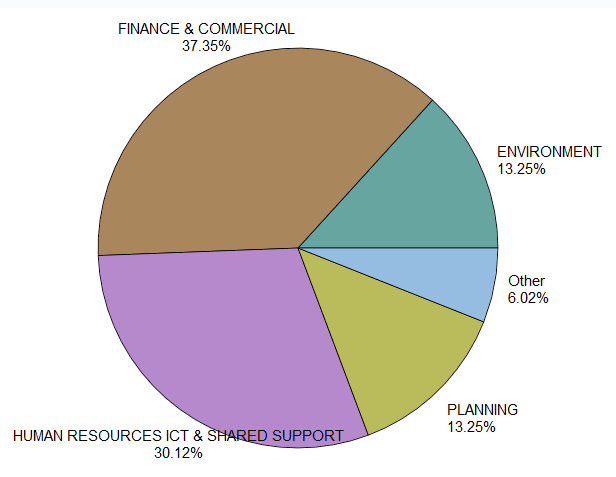 FINANCE & COMMERCIAL
37.35%
ENVIRONMENT
13.25%
Other
6.02%
PLANNING
13.25%
HUMAN RESOURCES ICT & SHARED SUPPORT
30.12%